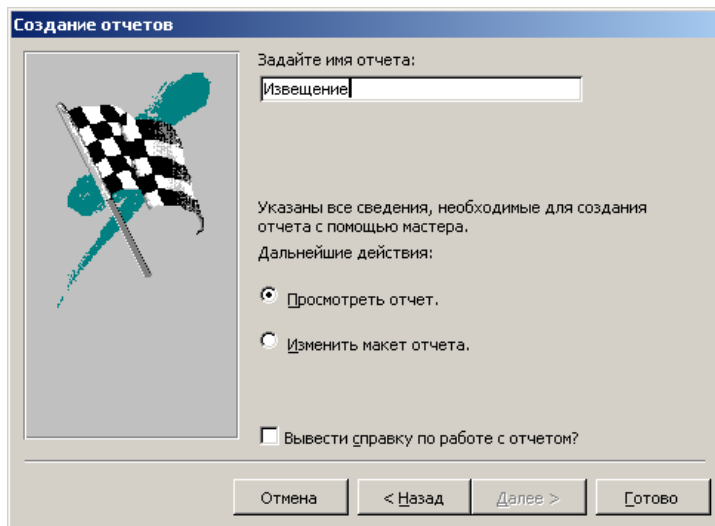 Создание отчетов
Задайте имя отчета:
Извещение
Указаны все сведения, необходимые для создания
отчета с помощью мастера.
Дальнейшие действия:
Просмотреть отчет.
Изменить макет отчета.
Вывести справку по работе с отчетом?
Отмена
< Назад
Далее >
Готово